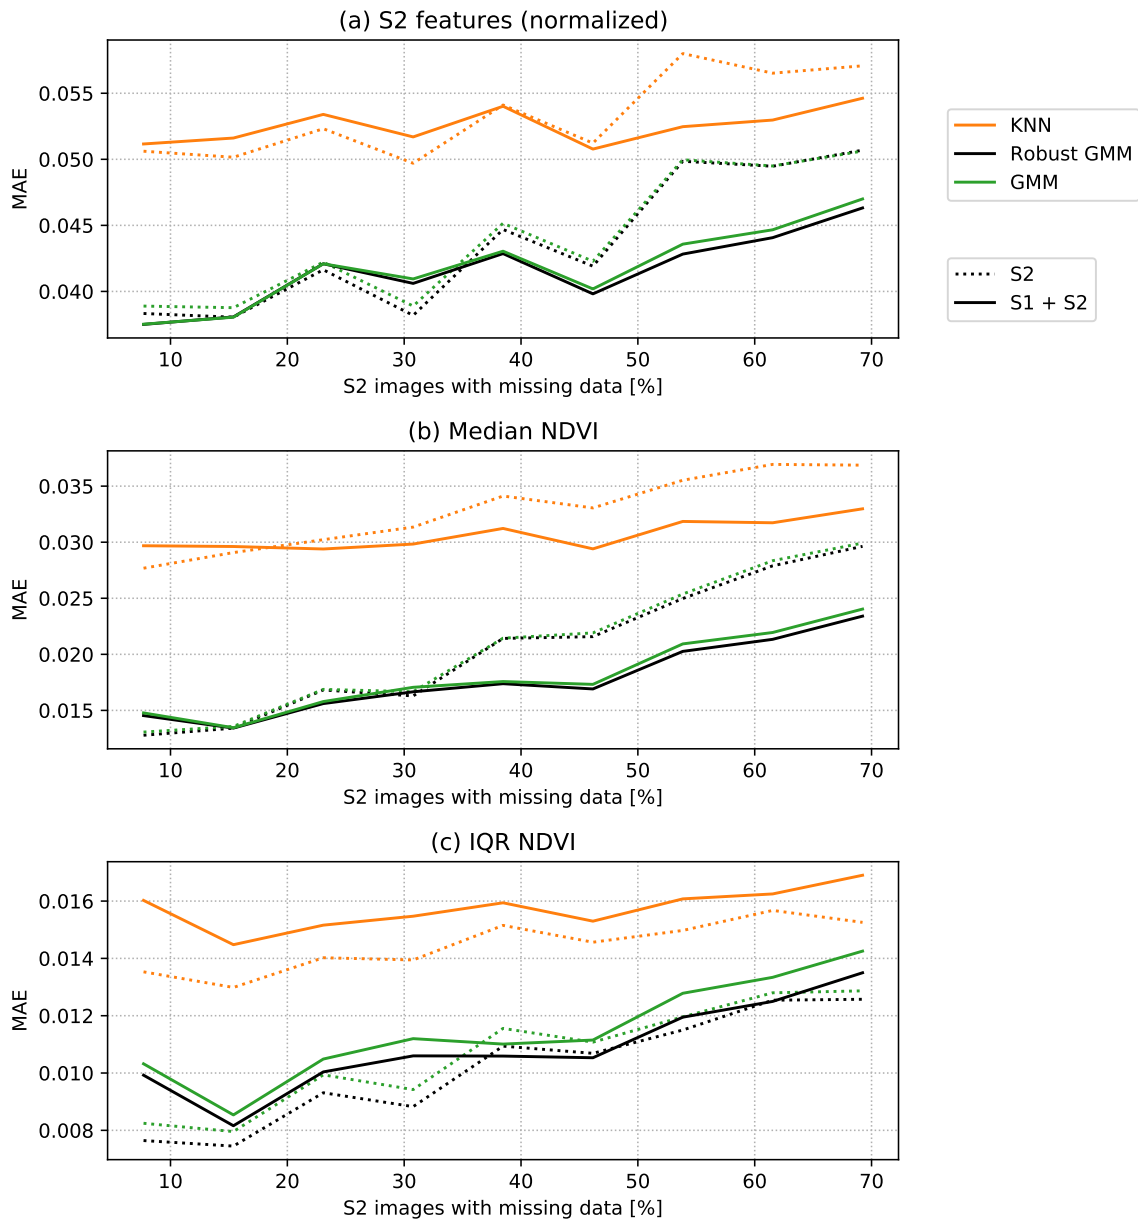 (a) S2 features (normalized)
0.055
0.050
0.045
0.040
MAE
10 20 30 40 50 60 70
S2 images with missing data [%]
KNN
Robust GMM
GMM
S2
S1 + S2
(b) Median NDVI
0.035
0.030
0.025
0.020
0.015
MAE
10 20 30 40 50 60 70
S2 images with missing data [%]
(c) IQR NDVI
0.016
0.014
0.012
0.010
0.008
MAE
10 20 30 40 50 60 70
S2 images with missing data [%]